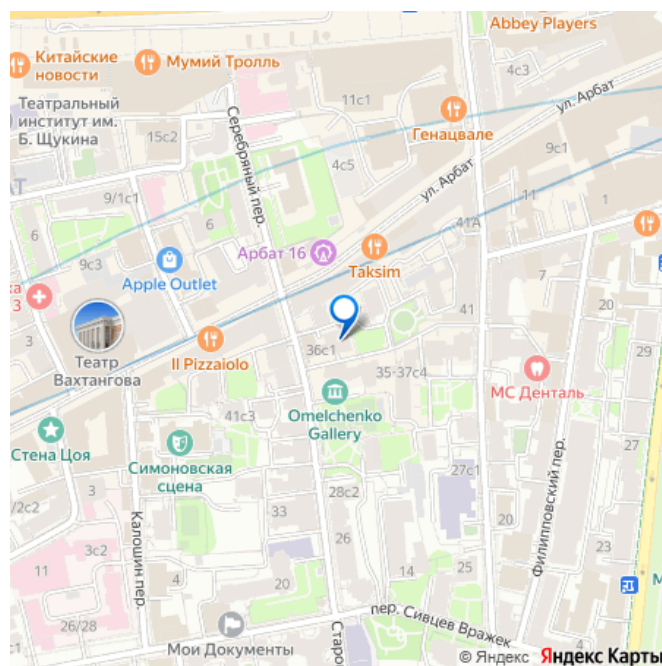 Abbey Players
Китайские
новости
Мумий Тролль
4с3
Театральный
институт им.
Б. Щукина
11с1
ул. Арбат
15с2
Генацвале
Серебряный пер.
9с1
4с5
ул. Арбат
9/1с1
11
1
6
6
41А
Арбат 16
Taksim
9с3
Apple Outlet
7
3
3
41
29
Театр
Вахтангова
Il Pizzaiolo
36с1
35-37с4
МС Денталь
41с3
Omelchenko
Gallery
Стена Цоя
Симоновская
сцена
27с1
27
Филипповский пер.
3
28с2
/2с2
33
20
Калошин пер.
26
3с2
23
11
4
20
14
25
26/28
пер. Сивцев Вражек
Мои Документы
Старо
© Яндекс Яндекс Карты